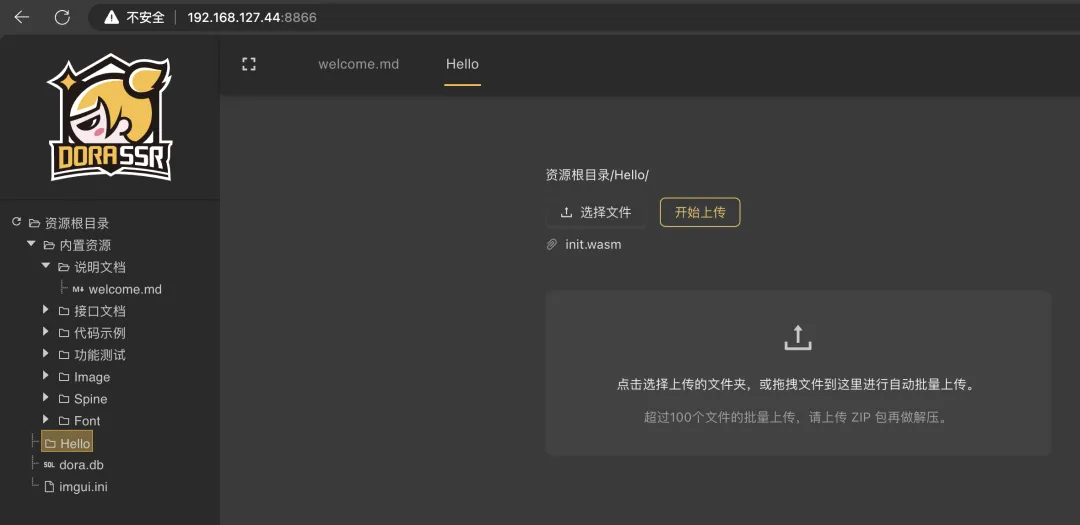 不安全 192.168.127.44:8866
DORA SSR
welcome.md Hello
资源根目录
内置资源
说明文档
M↓ welcome.md
接口文档
代码示例
功能测试
Image
Spine
Font
Hello
SQL dora.db
imgui.ini
资源根目录/Hello/
选择文件 开始上传
init.wasm
点击选择上传的文件夹，或拖拽文件到这里进行自动批量上传。
超过100个文件的批量上传，请上传 ZIP 包再做解压。